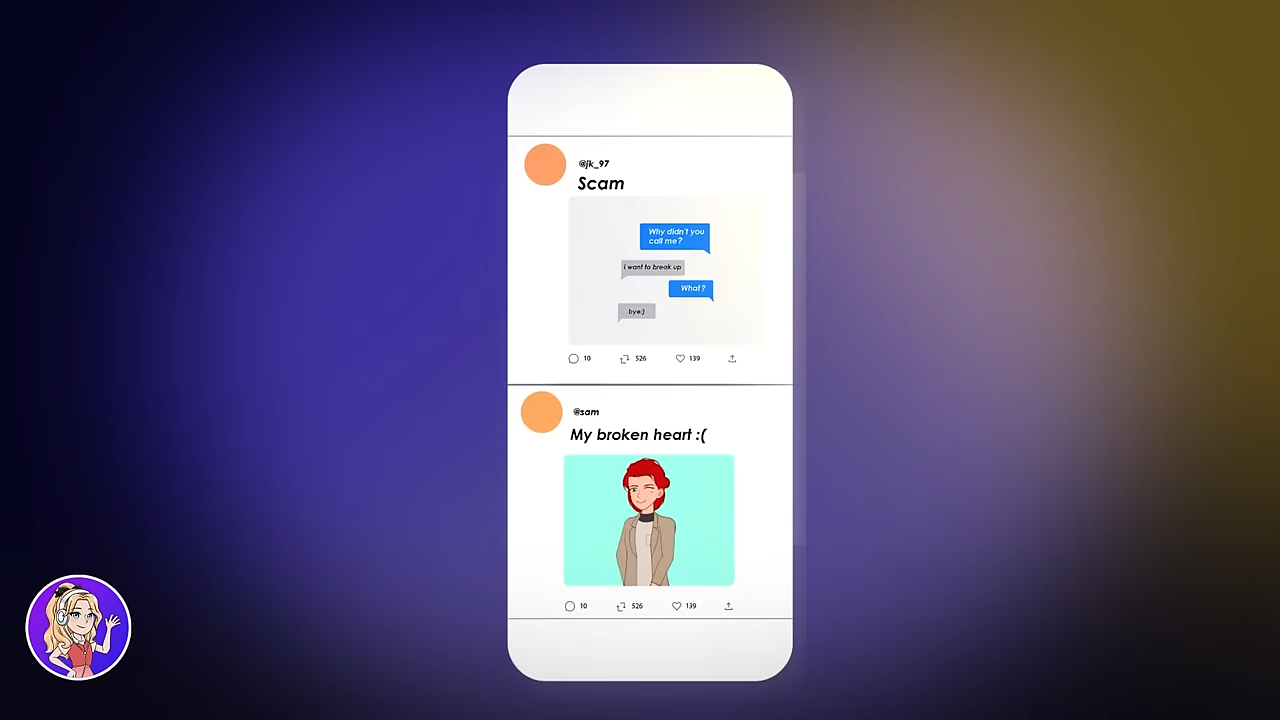 @jk_97
Scam
Why didn't you
call me?
i want to break up
What?
bye:)
10 526 139
@sam
My broken heart :(
10 526 139